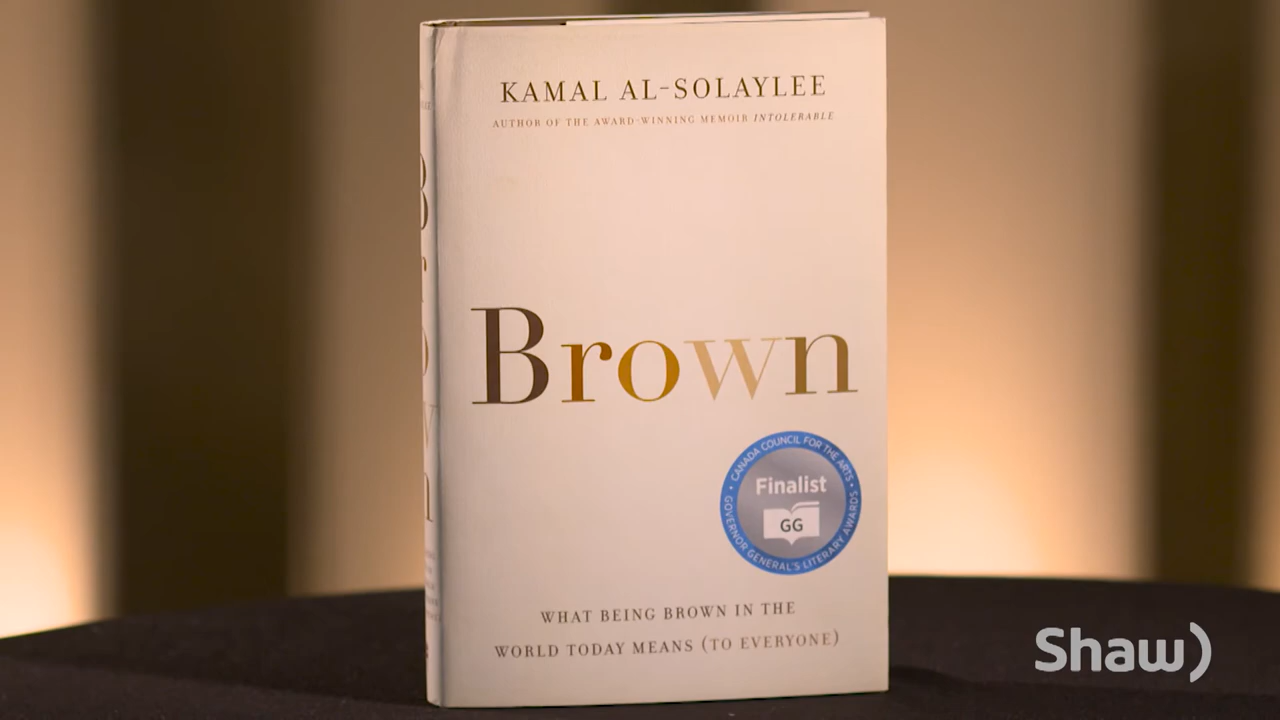 KAMAL AL-SOLAYLEE
AUTHOR OF THE AWARD-WINNING MEMOIR INTOLERABLE
Brown
CANADA COUNCIL FOR THE ARTS
Finalist
GG
GOVERNOR GENERAL'S LITERARY AWARDS
WHAT BEING BROWN IN THE
WORLD TODAY MEANS (TO EVERYONE)
Shaw)
Brown